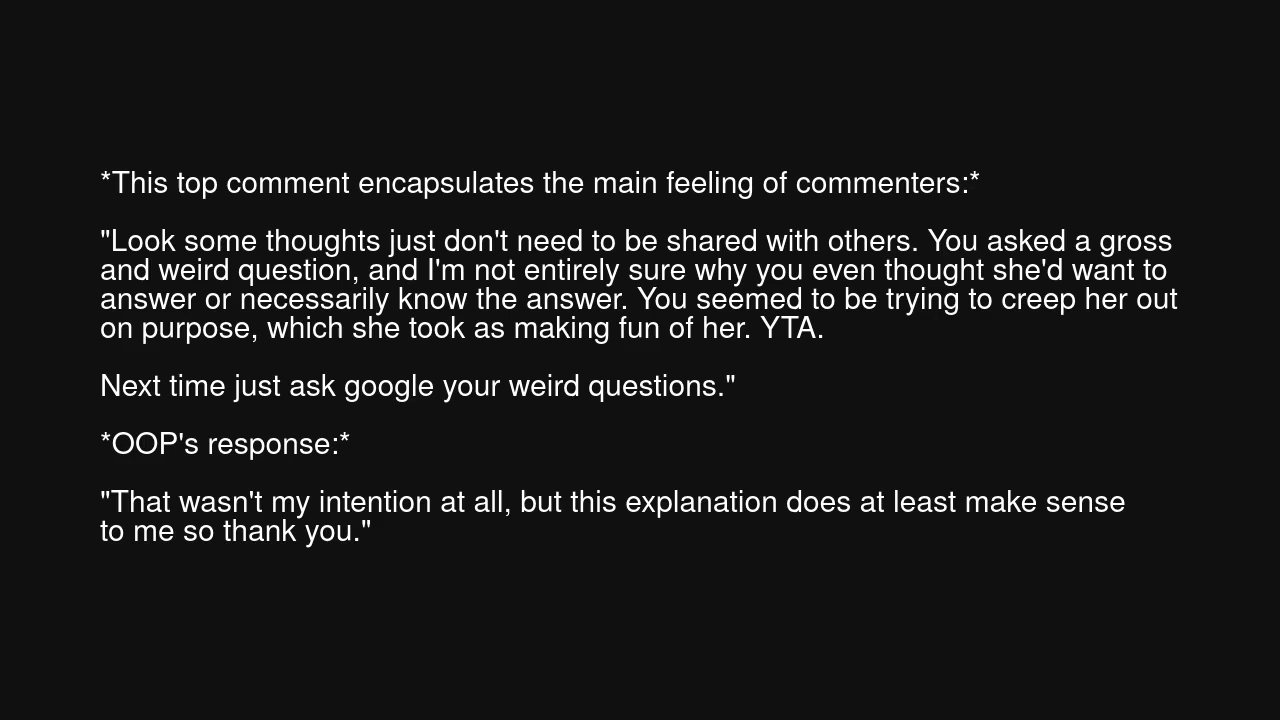 *This top comment encapsulates the main feeling of commenters:*
"Look some thoughts just don't need to be shared with others. You asked a gross
and weird question, and I'm not entirely sure why you even thought she'd want to
answer or necessarily know the answer. You seemed to be trying to creep her out
on purpose, which she took as making fun of her. YTA.
Next time just ask google your weird questions."
*OOP's response:*
"That wasn't my intention at all, but this explanation does at least make sense
to me so thank you."